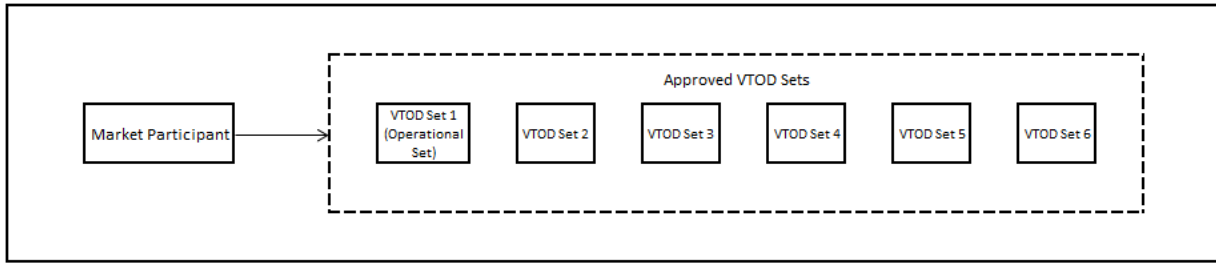 Approved VTOD Sets
Market Participant
VTOD Set 1
(Operational
Set)
VTOD Set 2
VTOD Set 3
VTOD Set 4
VTOD Set 5
VTOD Set 6